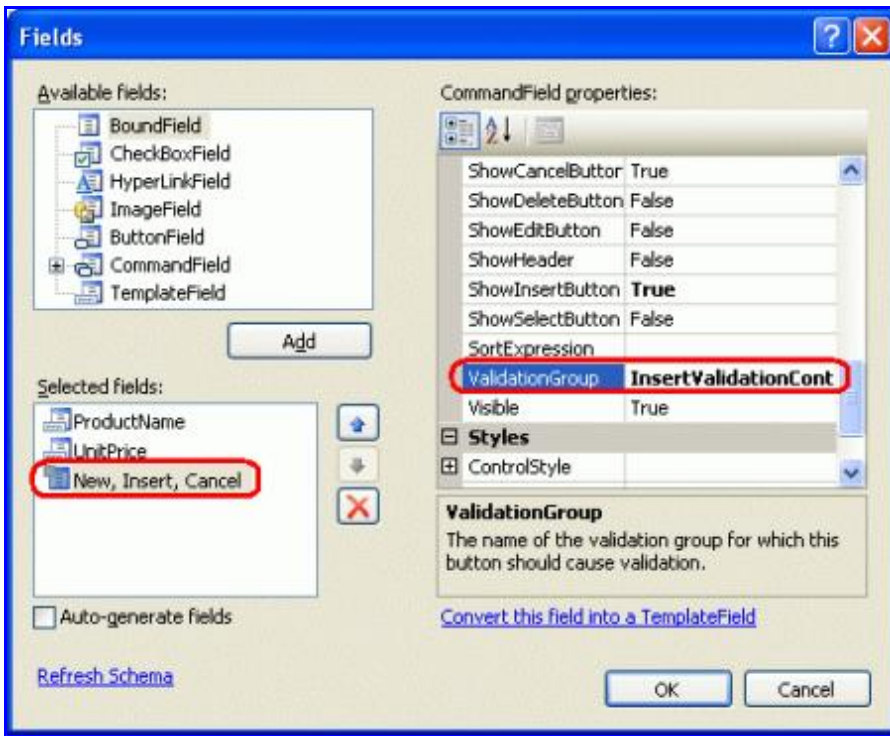 Fields
Available fields:
BoundField
CheckBoxField
HyperLinkField
ImageField
ButtonField
CommandField
TemplateField
Add
Selected fields:
ProductName
UnitPrice
New, Insert, Cancel
Auto-generate fields
Refresh Schema
CommandField properties:
ShowCancelButtor True
ShowDeleteButton False
ShowEditButton False
ShowHeader False
ShowInsertButton True
ShowSelectButton False
SortExpression
ValidationGroup InsertValidationCont
Visible True
Styles
ControlStyle
ValidationGroup
The name of the validation group for which this
button should cause validation.
Convert this field into a TemplateField
OK Cancel